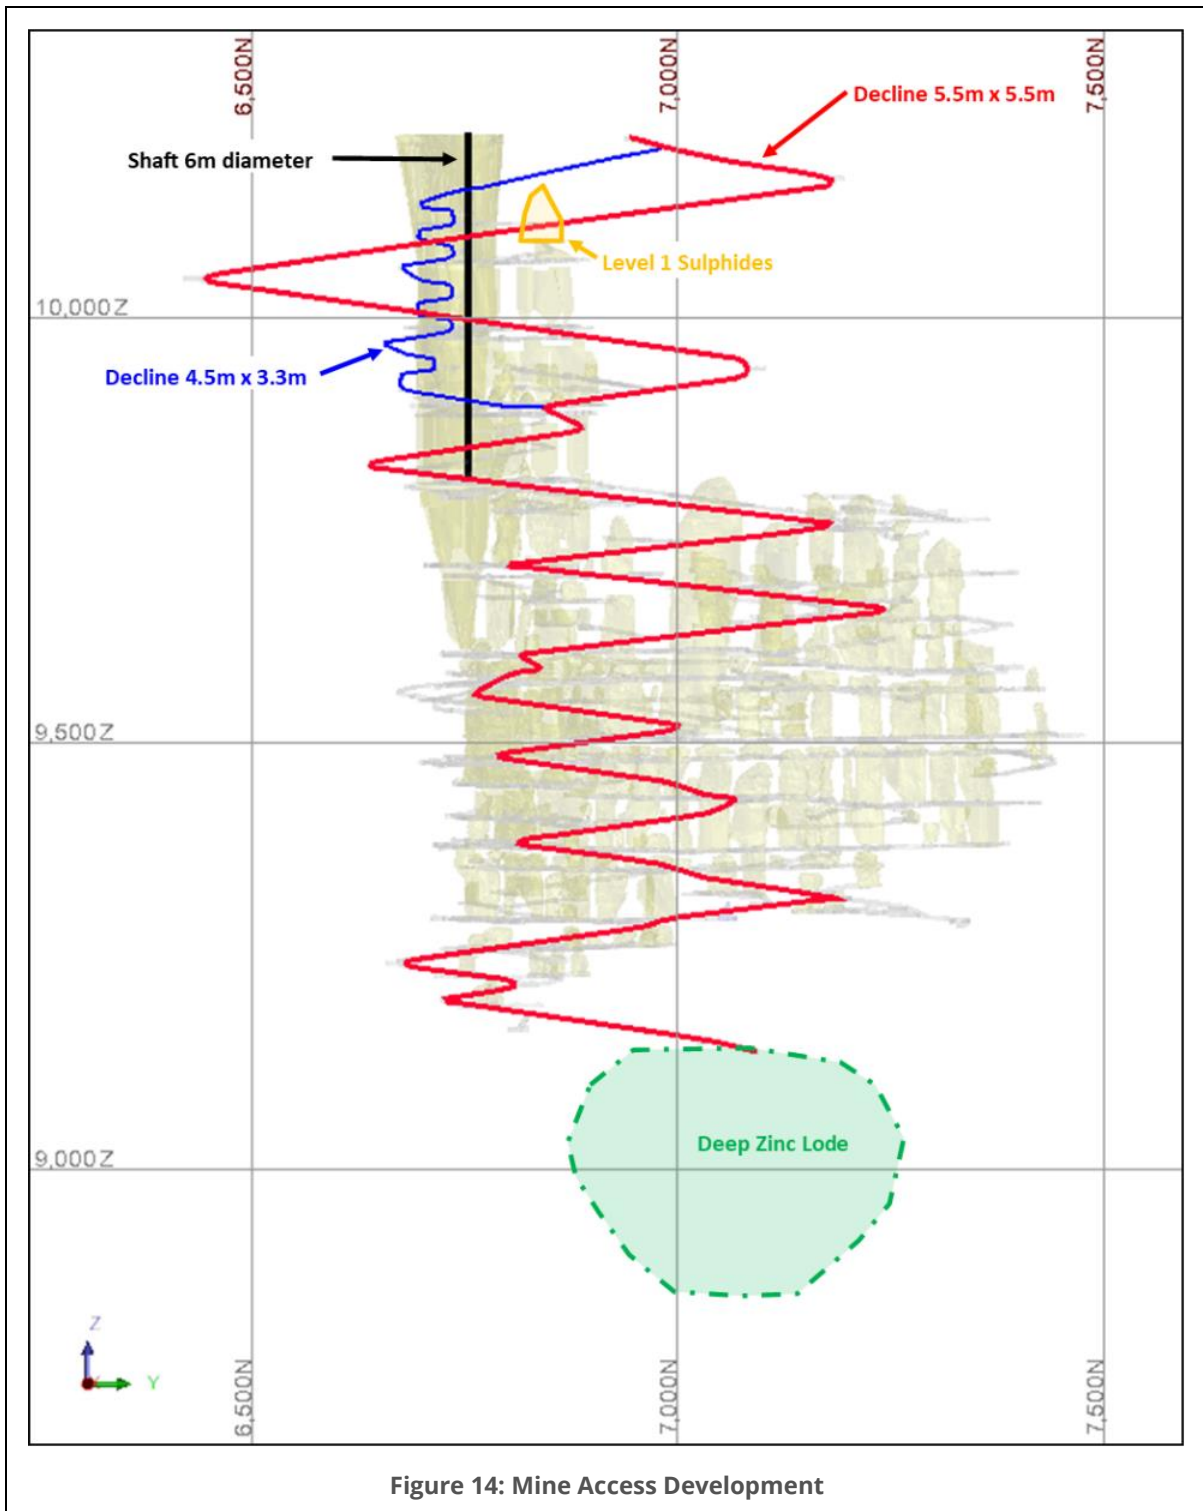 6,500N
7,000N
7,500N
Decline 5.5m x 5.5m
Shaft 6m diameter
Level 1 Sulphides
10,000Z
Decline 4.5m x 3.3m
9,500Z
Deep Zinc Lode
9,000Z
Z
Y
6,500N
7,000N
7,500N
Figure 14: Mine Access Development